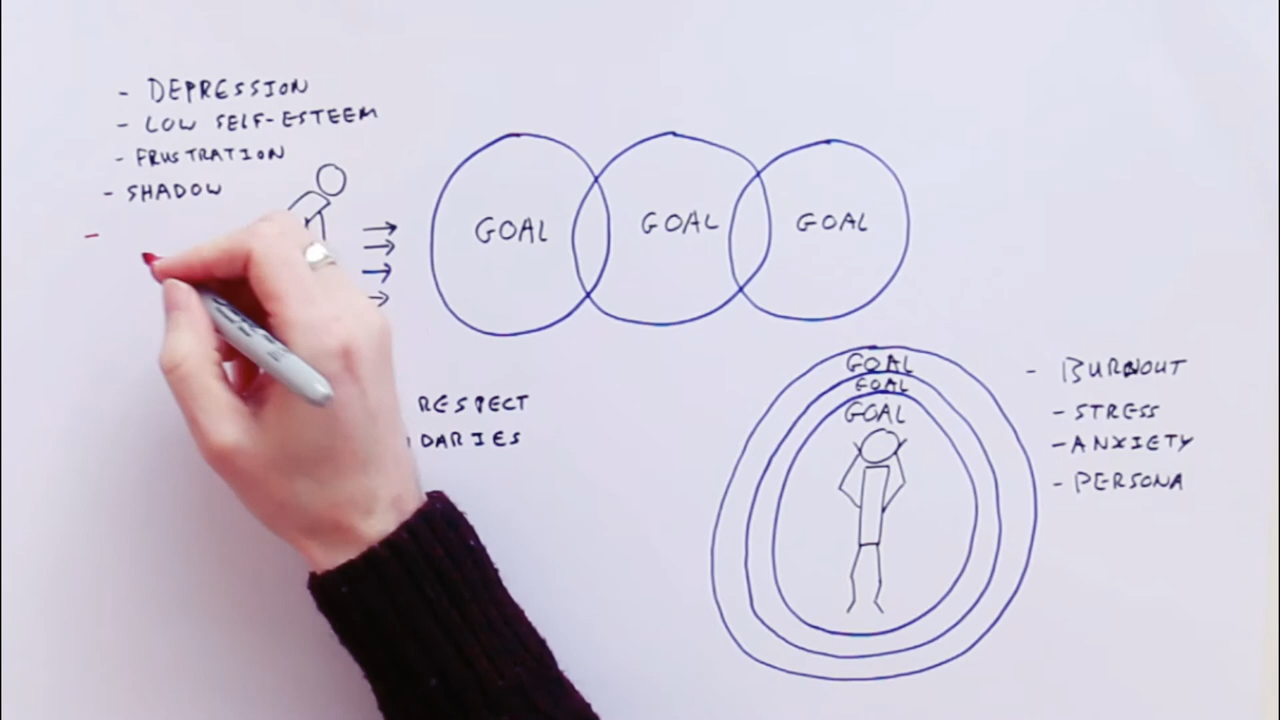 - DEPRESSION
- LOW SELF-ESTEEM
- FRUSTRATION
- SHADOW
-
GOAL GOAL GOAL
RESPECT
DARIES
GOAL
GOAL
GOAL
- BURNOUT
- STRESS
- ANXIETY
- PERSONA